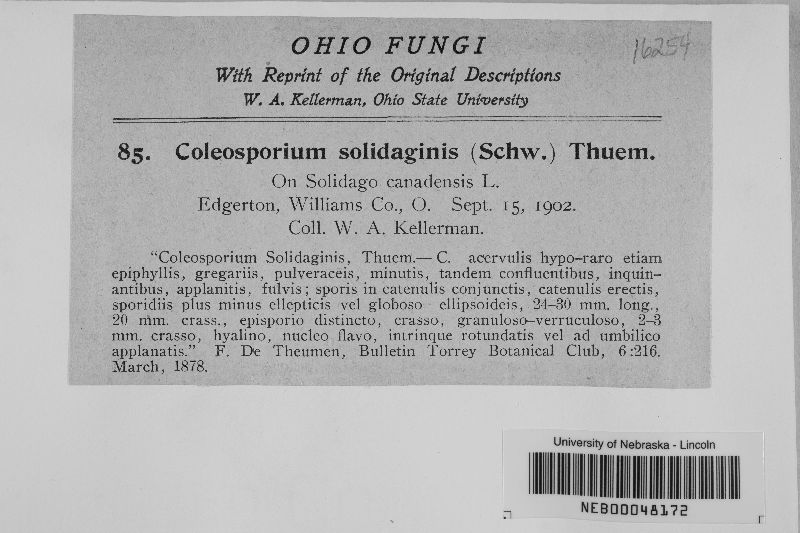 OHIO FUNGI
16254
With Reprint of the Original Descriptions
W. A. Kellerman, Ohio State University
85. Coleosporium solidaginis (Schw.) Thuem.
On Solidago canadensis L.
Edgerton, Williams Co., O. Sept. 15, 1902.
Coll. W. A. Kellerman.
"Coleosporium Solidaginis, Thuem.— C. acervulis hypo-raro etiam
epiphyllis, gregariis, pulveraceis, minutis, tandem confluentibus, inquin-
antibus, applanitis, fulvis; sporis in catenulis conjunctis, catenulis erectis,
sporidiis plus minus ellepticis vel globoso—ellipsoideis, 24-30 mm. long.,
20 mm. crass., episporio distincto, crasso, granuloso-verruculoso, 2-3
mm. crasso, hyalino, nucleo flavo, intrinque rotundatis vel ad umbilico
applanatis." F. De Theumen, Bulletin Torrey Botanical Club, 6:216.
March, 1878.
University of Nebraska - Lincoln
NEB00048172